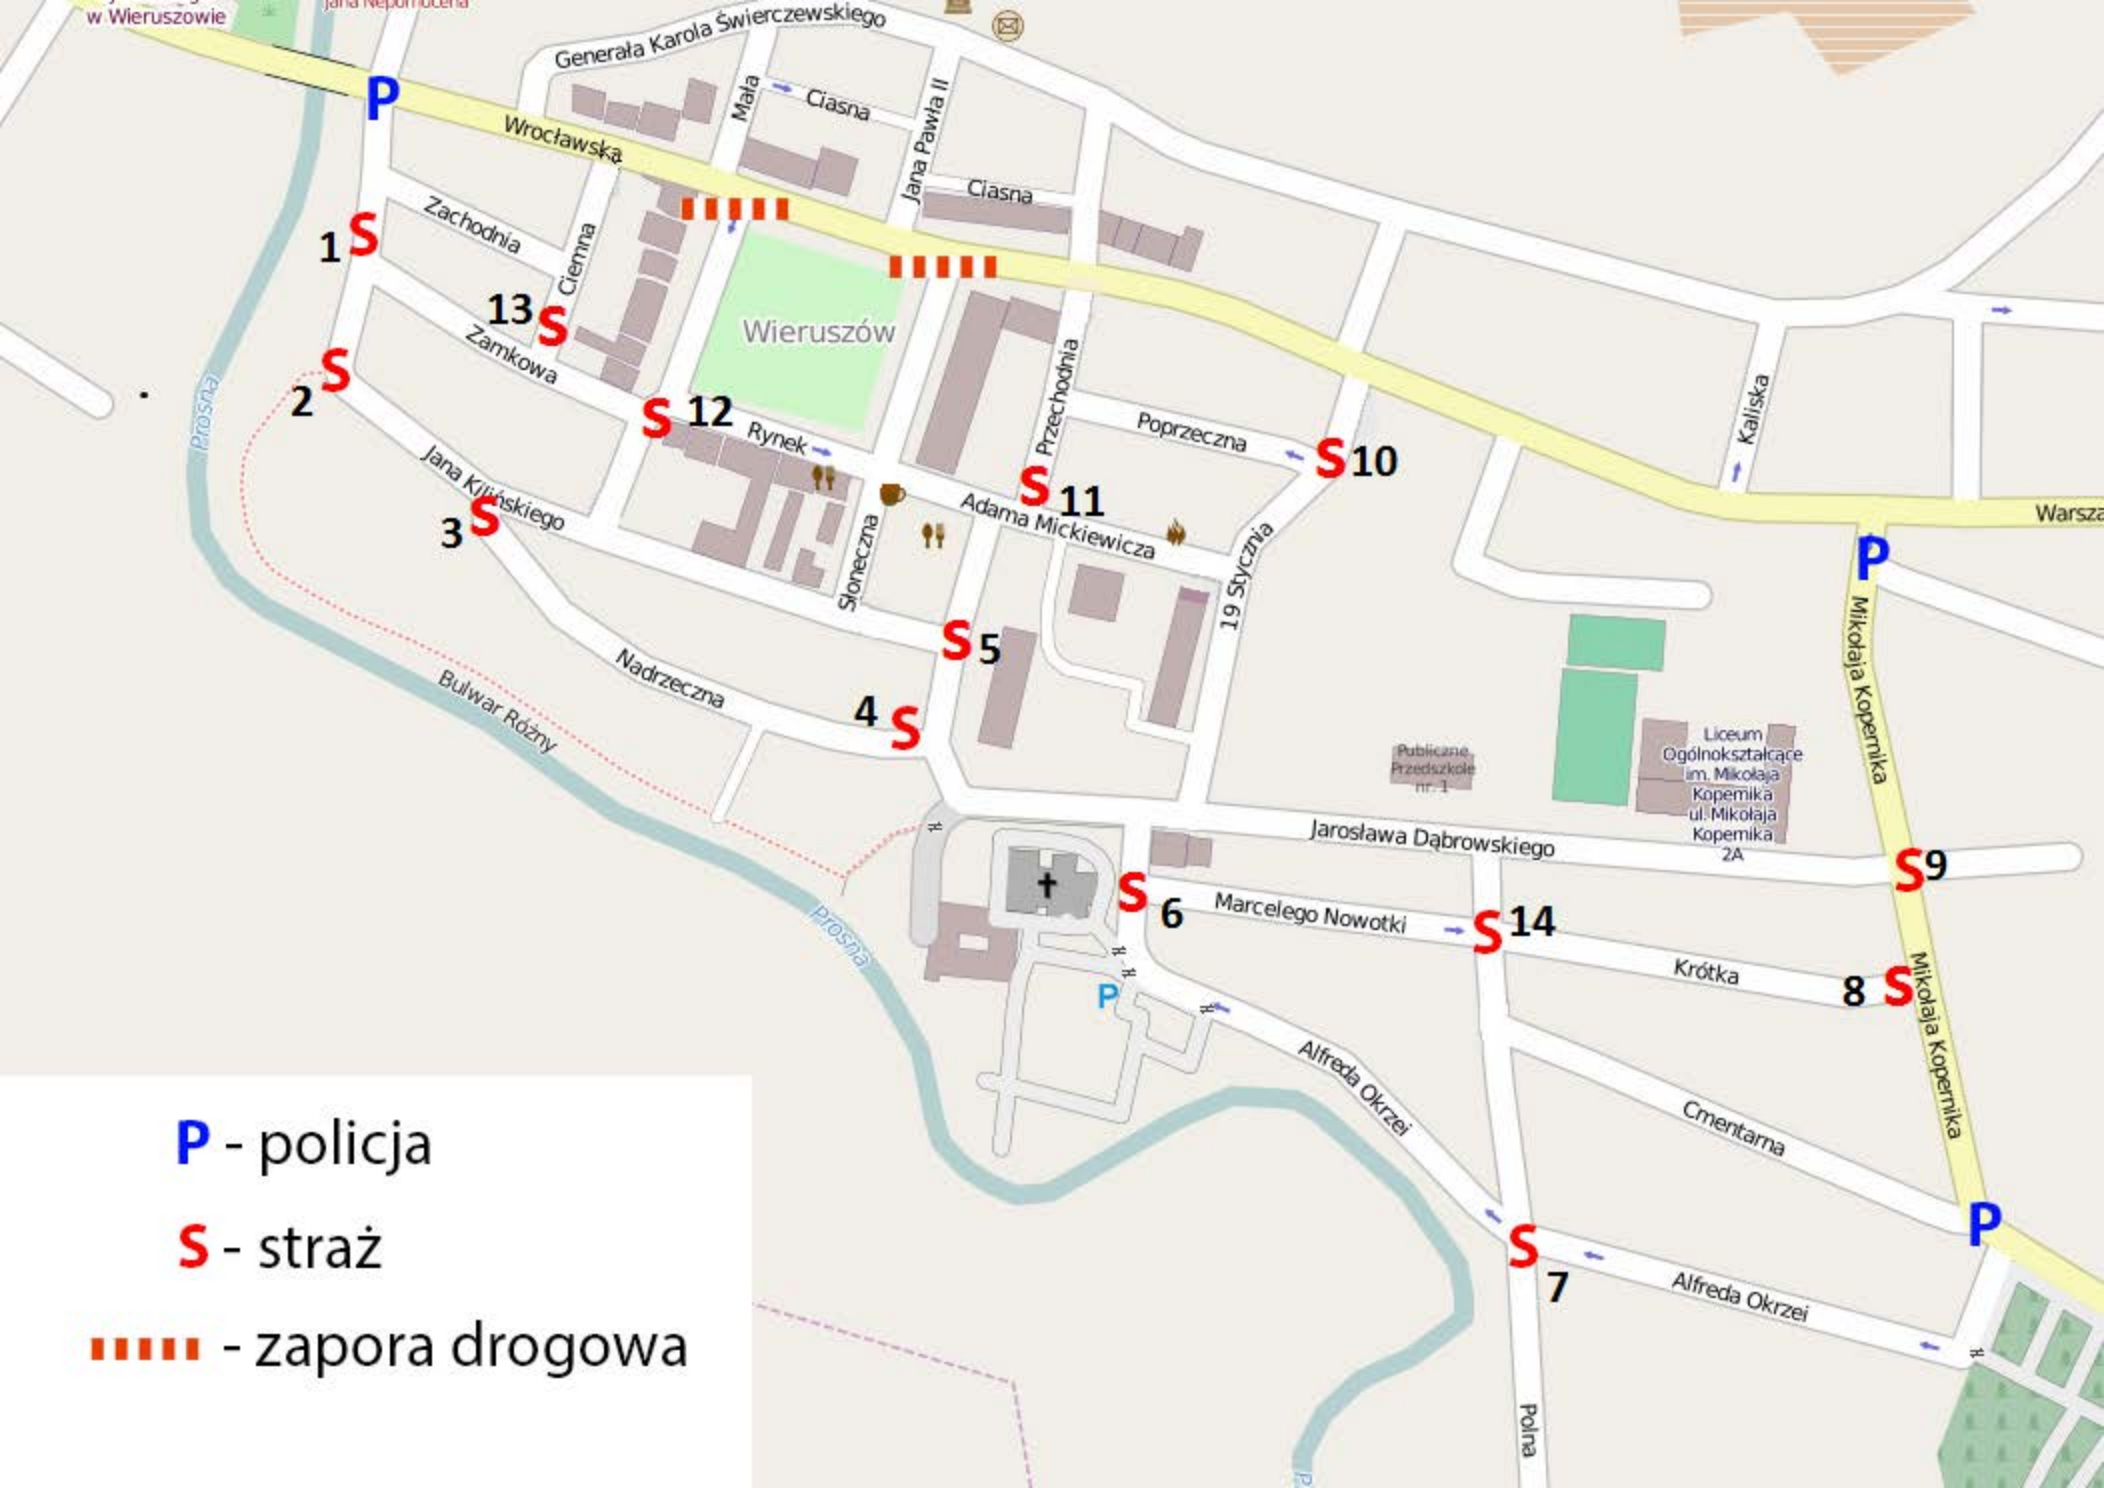 w Wieruszowie
Jana Nepomucena
Generała Karola Świerczewskiego
P
Mała
Ciasna
Jana Pawła II
Wrocławska
Ciasna
Zachodnia
1 S
Ciemna
13 S
Wieruszów
Zamkowa
2 S
Przechodnia
Kaliska
Prosna
S 12
Rynek
Poprzeczna
S 10
Jana Kilińskiego
3 S
S 11
Adama Mickiewicza
Warsza
P
Słoneczna
19 Stycznia
Mikołaja Kopernika
S 5
Nadrzeczna
Bulwar Różny
4 S
Publiczne
Przedszkole
nr. 1
Liceum
Ogólnokształcące
im. Mikołaja
Kopernika
ul. Mikołaja
Kopernika
2A
Jarosława Dąbrowskiego
S 9
S 6
Marcelego Nowotki
S 14
Prosna
Krótka
8 S
Mikołaja Kopernika
P
Alfreda Okrzei
Cmentarna
P
S 7
Alfreda Okrzei
Polna
P
P - policja
S - straż
- zapora drogowa